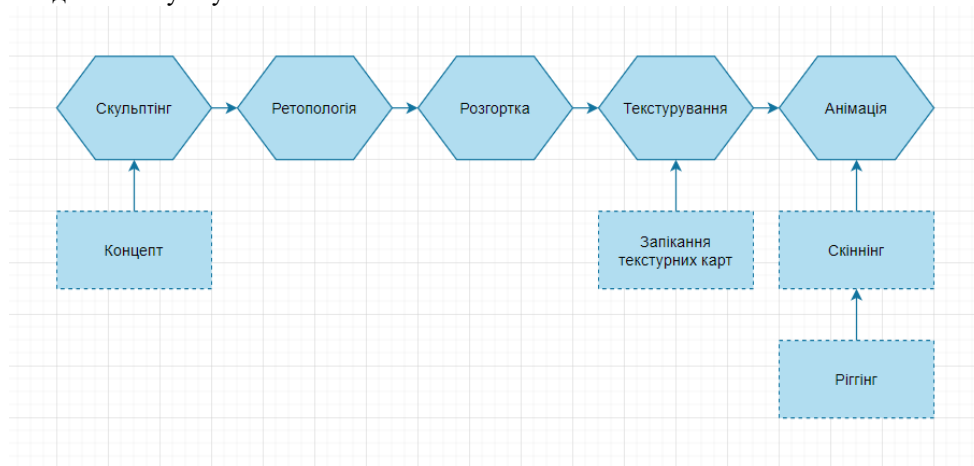 Скульптінг
Ретопологія
Розгортка
Текстурування
Анімація
Концепт
Запікання
текстурних карт
Скіннінг
Ріггінг